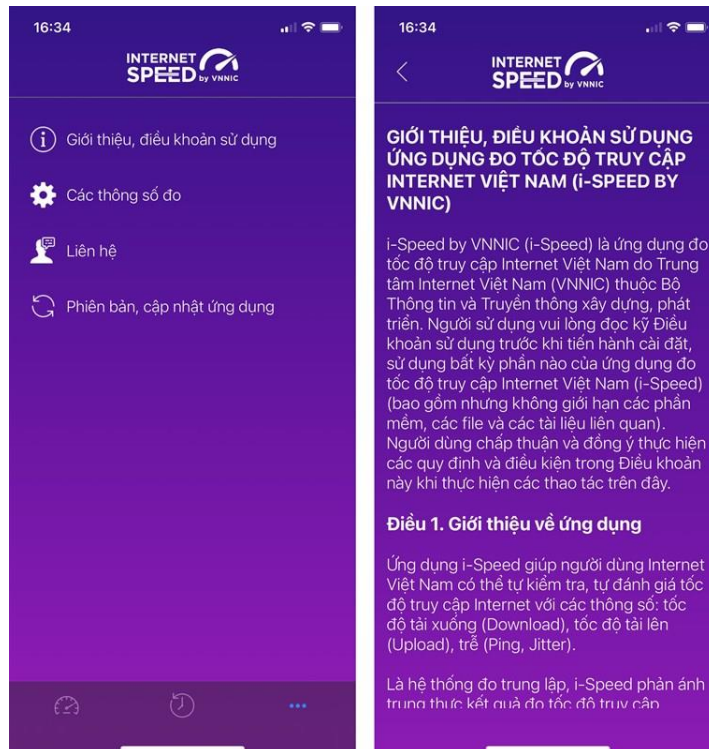 16:34
INTERNET
SPEED by VNNIC
Giới thiệu, điều khoản sử dụng
Các thông số đo
Liên hệ
Phiên bản, cập nhật ứng dụng
16:34
INTERNET
SPEED by VNNIC
GIỚI THIỆU, ĐIỀU KHOẢN SỬ DỤNG
ỨNG DỤNG ĐO TỐC ĐỘ TRUY CẬP
INTERNET VIỆT NAM (i-SPEED BY
VNNIC)
i-Speed by VNNIC (i-Speed) là ứng dụng đo
tốc độ truy cập Internet Việt Nam do Trung
tâm Internet Việt Nam (VNNIC) thuộc Bộ
Thông tin và Truyền thông xây dựng, phát
triển. Người sử dụng vui lòng đọc kỹ Điều
khoản sử dụng trước khi tiến hành cài đặt,
sử dụng bất kỳ phần nào của ứng dụng đo
tốc độ truy cập Internet Việt Nam (i-Speed)
(bao gồm nhưng không giới hạn các phần
mềm, các file và các tài liệu liên quan).
Người dùng chấp thuận và đồng ý thực hiện
các quy định và điều kiện trong Điều khoản
này khi thực hiện các thao tác trên đây.
Điều 1. Giới thiệu về ứng dụng
Ứng dụng i-Speed giúp người dùng Internet
Việt Nam có thể tự kiểm tra, tự đánh giá tốc
độ truy cập Internet với các thông số: tốc
độ tải xuống (Download), tốc độ tải lên
(Upload), trễ (Ping, Jitter).
Là hệ thống đo trung lập, i-Speed phản ánh
trung thực kết quả đo tốc độ truy cập